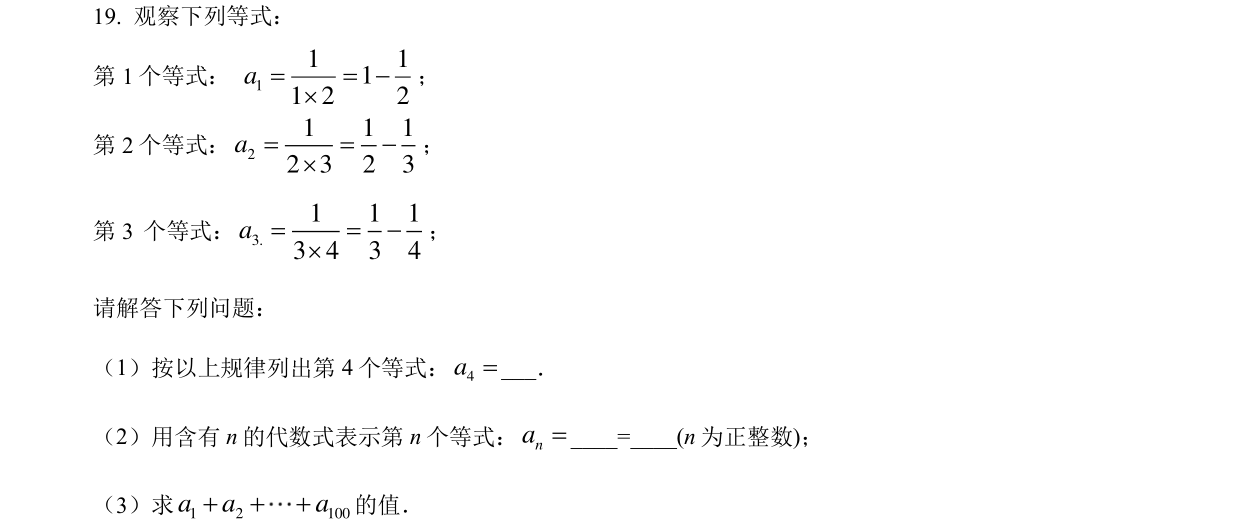 19. 观察下列等式：
第 1 个等式： a₁ = 1/(1×2) = 1 − 1/2；
第 2 个等式：a₂ = 1/(2×3) = 1/2 − 1/3；
第 3 个等式：a₃. = 1/(3×4) = 1/3 − 1/4；
请解答下列问题：
（1）按以上规律列出第 4 个等式：a₄ = ___．
（2）用含有 n 的代数式表示第 n 个等式：aₙ = ____=____(n 为正整数)；
（3）求 a₁ + a₂ + ⋯ + a₁₀₀ 的值．